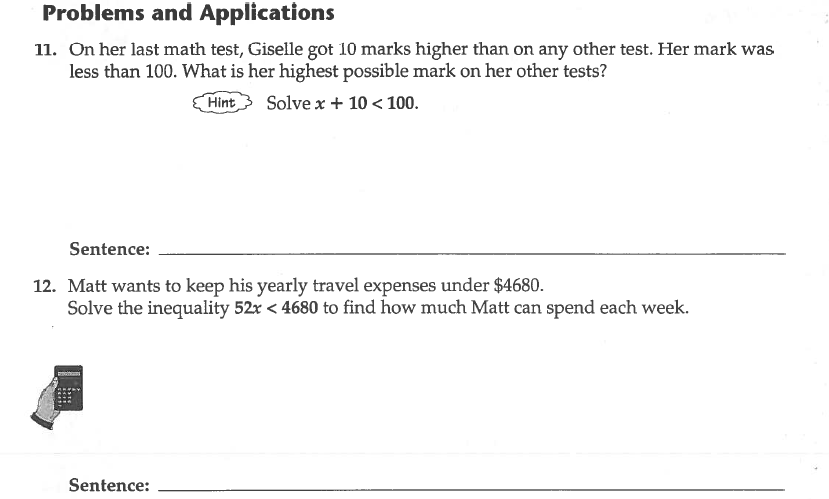 Problems and Applications
11. On her last math test, Giselle got 10 marks higher than on any other test. Her mark was
less than 100. What is her highest possible mark on her other tests?
Hint Solve x + 10 < 100.
Sentence:
12. Matt wants to keep his yearly travel expenses under $4680.
Solve the inequality 52x < 4680 to find how much Matt can spend each week.
Sentence: